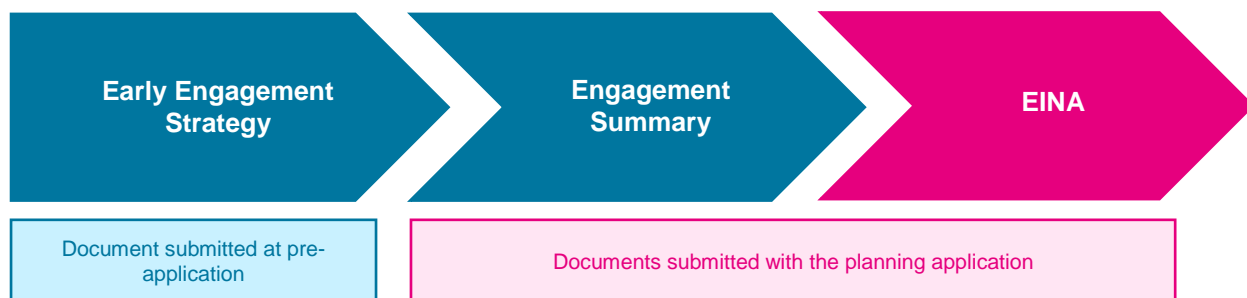 Early Engagement
Strategy
Engagement
Summary
EINA
Document submitted at pre-
application
Documents submitted with the planning application